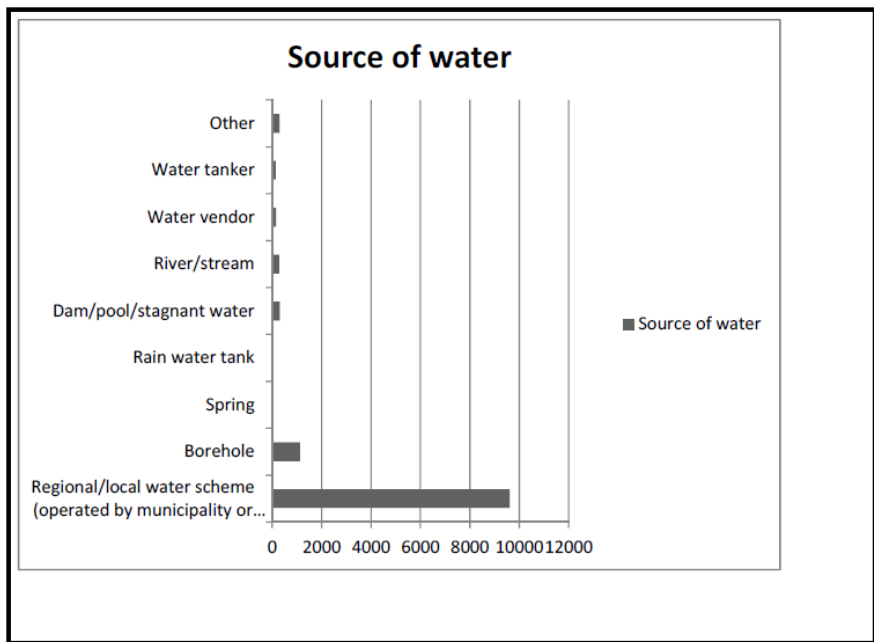 Source of water
Other
Water tanker
Water vendor
River/stream
Dam/pool/stagnant water
Rain water tank
Spring
Borehole
Regional/local water scheme
(operated by municipality or...
0 2000 4000 6000 8000 10000 12000
Source of water